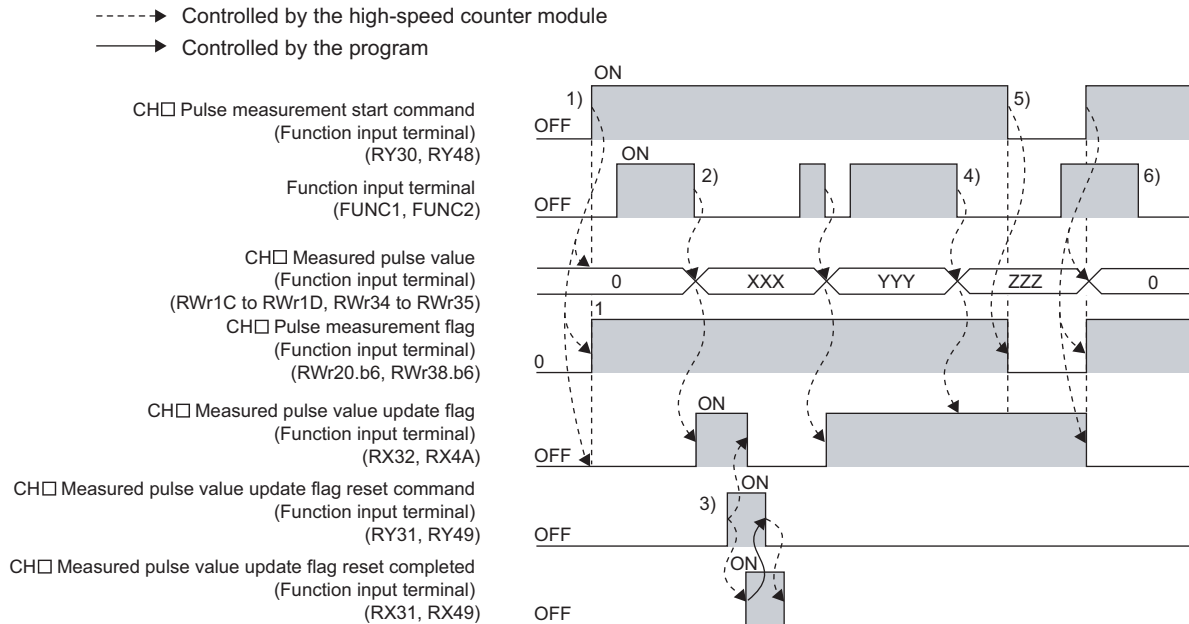 Controlled by the high-speed counter module
Controlled by the program
ON
1)
5)
CH□ Pulse measurement start command
(Function input terminal)
(RY30, RY48)
OFF
ON
2)
4)
6)
Function input terminal
(FUNC1, FUNC2)
OFF
CH□ Measured pulse value
(Function input terminal)
(RWr1C to RWr1D, RWr34 to RWr35)
0
XXX
YYY
ZZZ
0
CH□ Pulse measurement flag
(Function input terminal)
(RWr20.b6, RWr38.b6)
1
0
CH□ Measured pulse value update flag
(Function input terminal)
(RX32, RX4A)
ON
OFF
CH□ Measured pulse value update flag reset command
(Function input terminal)
(RY31, RY49)
ON
3)
OFF
CH□ Measured pulse value update flag reset completed
(Function input terminal)
(RX31, RX49)
ON
OFF